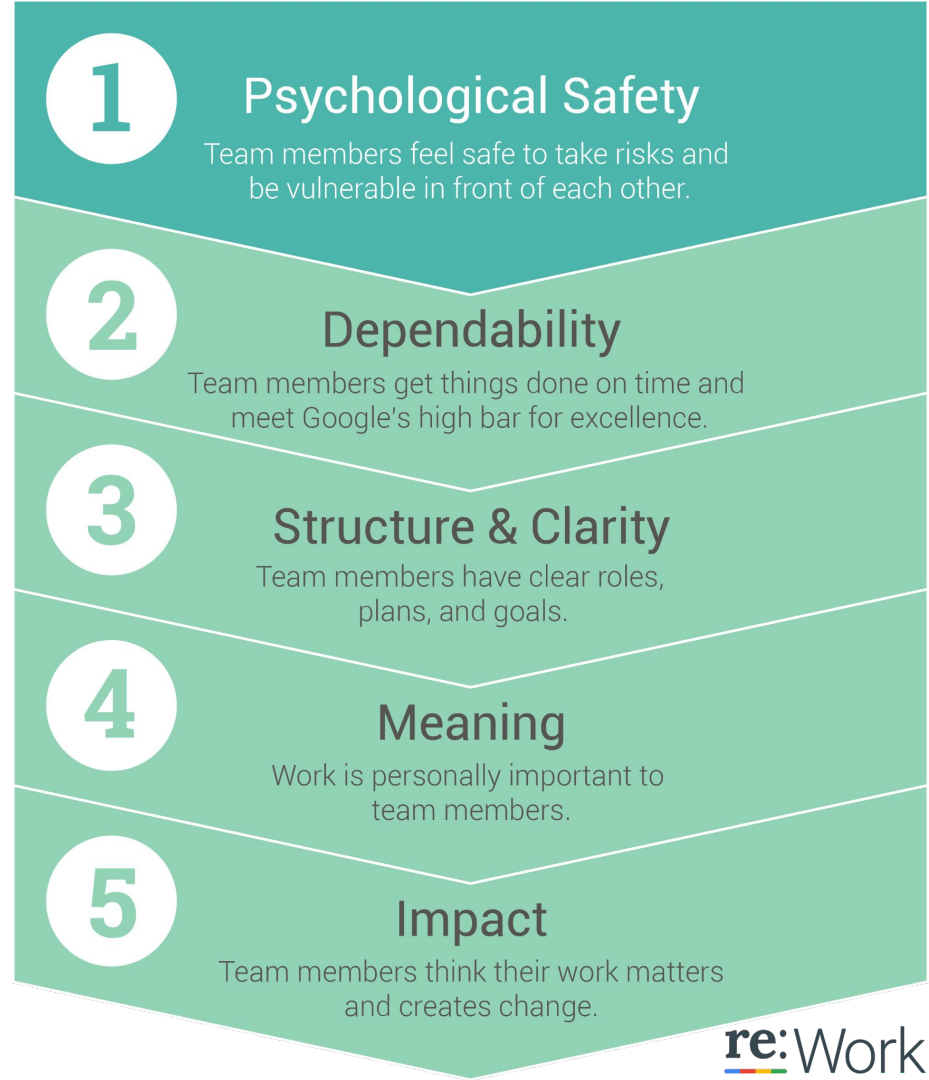 1
Psychological Safety
Team members feel safe to take risks and
be vulnerable in front of each other.
2
Dependability
Team members get things done on time and
meet Google's high bar for excellence.
3
Structure & Clarity
Team members have clear roles,
plans, and goals.
4
Meaning
Work is personally important to
team members.
5
Impact
Team members think their work matters
and creates change.
re:Work